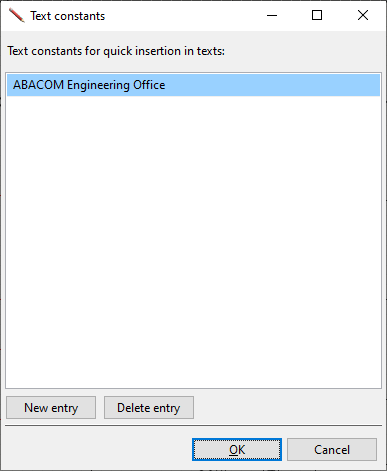 Text constants
Text constants for quick insertion in texts:
ABACOM Engineering Office
New entry
Delete entry
OK
Cancel